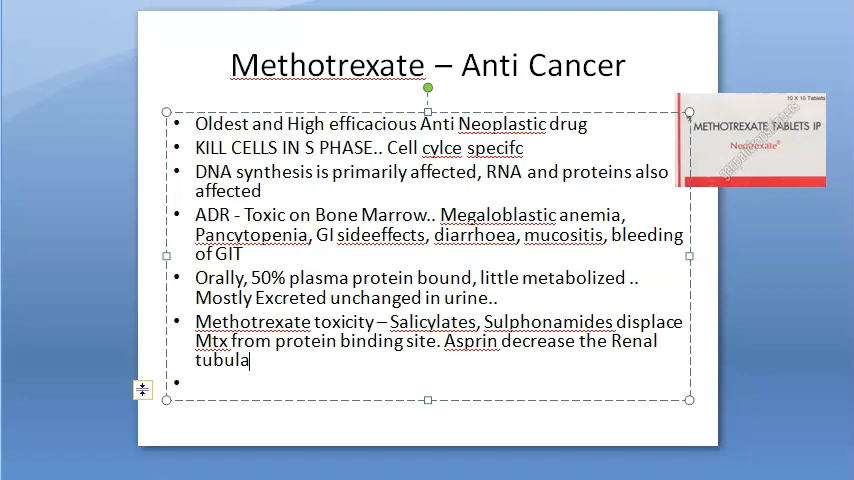 Methotrexate – Anti Cancer
10 X 10 Tablets
METHOTREXATE TABLETS IP
Neotrexate®
• Oldest and High efficacious Anti Neoplastic drug
• KILL CELLS IN S PHASE.. Cell cylce specifc
• DNA synthesis is primarily affected, RNA and proteins also
affected
• ADR - Toxic on Bone Marrow.. Megaloblastic anemia,
Pancytopenia, GI sideeffects, diarrhoea, mucositis, bleeding
of GIT
• Orally, 50% plasma protein bound, little metabolized ..
Mostly Excreted unchanged in urine..
• Methotrexate toxicity – Salicylates, Sulphonamides displace
Mtx from protein binding site. Asprin decrease the Renal
tubula
•